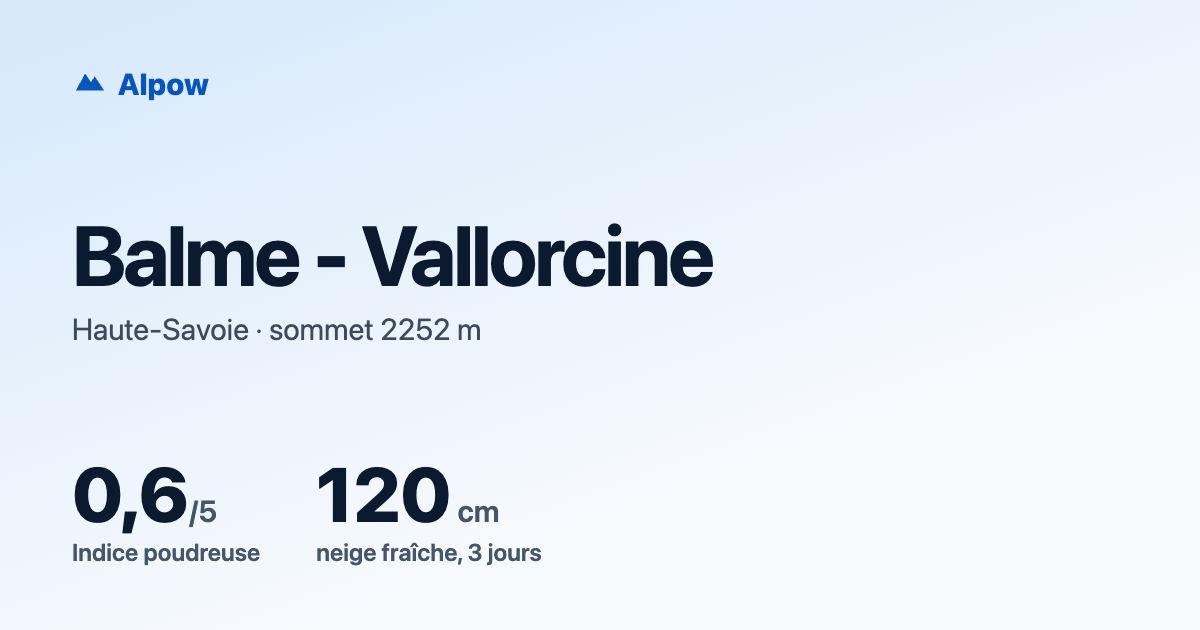 Alpow
Balme - Vallorcine
Haute-Savoie · sommet 2252 m
0,6/5 120 cm
Indice poudreuse neige fraîche, 3 jours